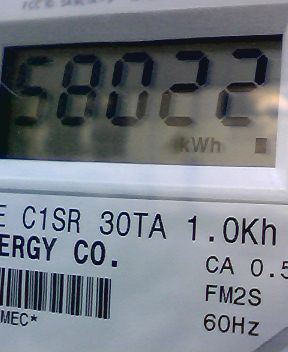 58022
kWh
E C1SR 30TA 1.0Kh
ERGY CO.
CA 0.5
FM2S
60Hz
MEC*